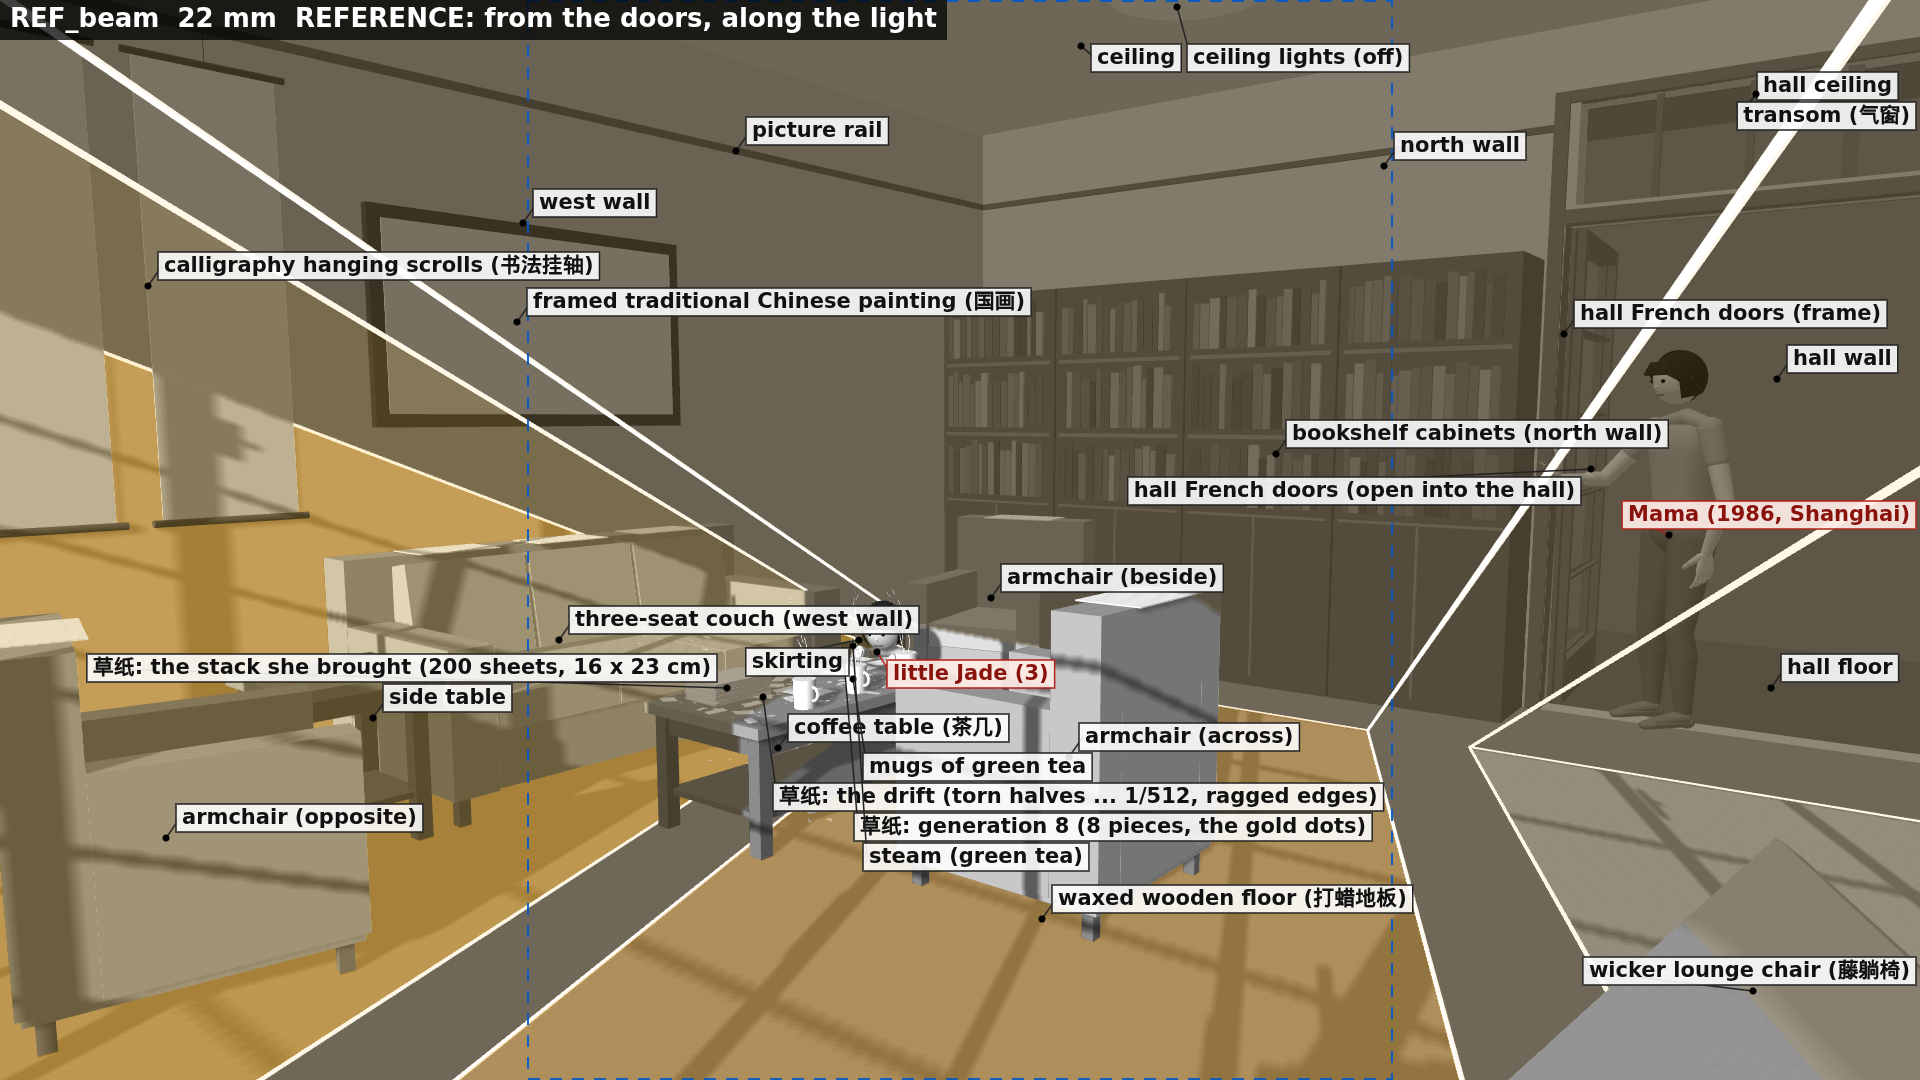 REF_beam 22 mm REFERENCE: from the doors, along the light
ceiling
ceiling lights (off)
hall ceiling
transom (气窗)
picture rail
north wall
west wall
calligraphy hanging scrolls (书法挂轴)
framed traditional Chinese painting (国画)
hall French doors (frame)
hall wall
bookshelf cabinets (north wall)
hall French doors (open into the hall)
Mama (1986, Shanghai)
armchair (beside)
three-seat couch (west wall)
草纸: the stack she brought (200 sheets, 16 x 23 cm)
skirting
little Jade (3)
hall floor
side table
coffee table (茶几)
armchair (across)
mugs of green tea
草纸: the drift (torn halves ... 1/512, ragged edges)
armchair (opposite)
草纸: generation 8 (8 pieces, the gold dots)
steam (green tea)
waxed wooden floor (打蜡地板)
wicker lounge chair (藤躺椅)